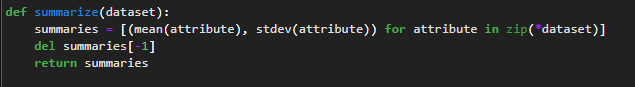 def summarize(dataset):
    summaries = [(mean(attribute), stdev(attribute)) for attribute in zip(*dataset)]
    del summaries[-1]
    return summaries